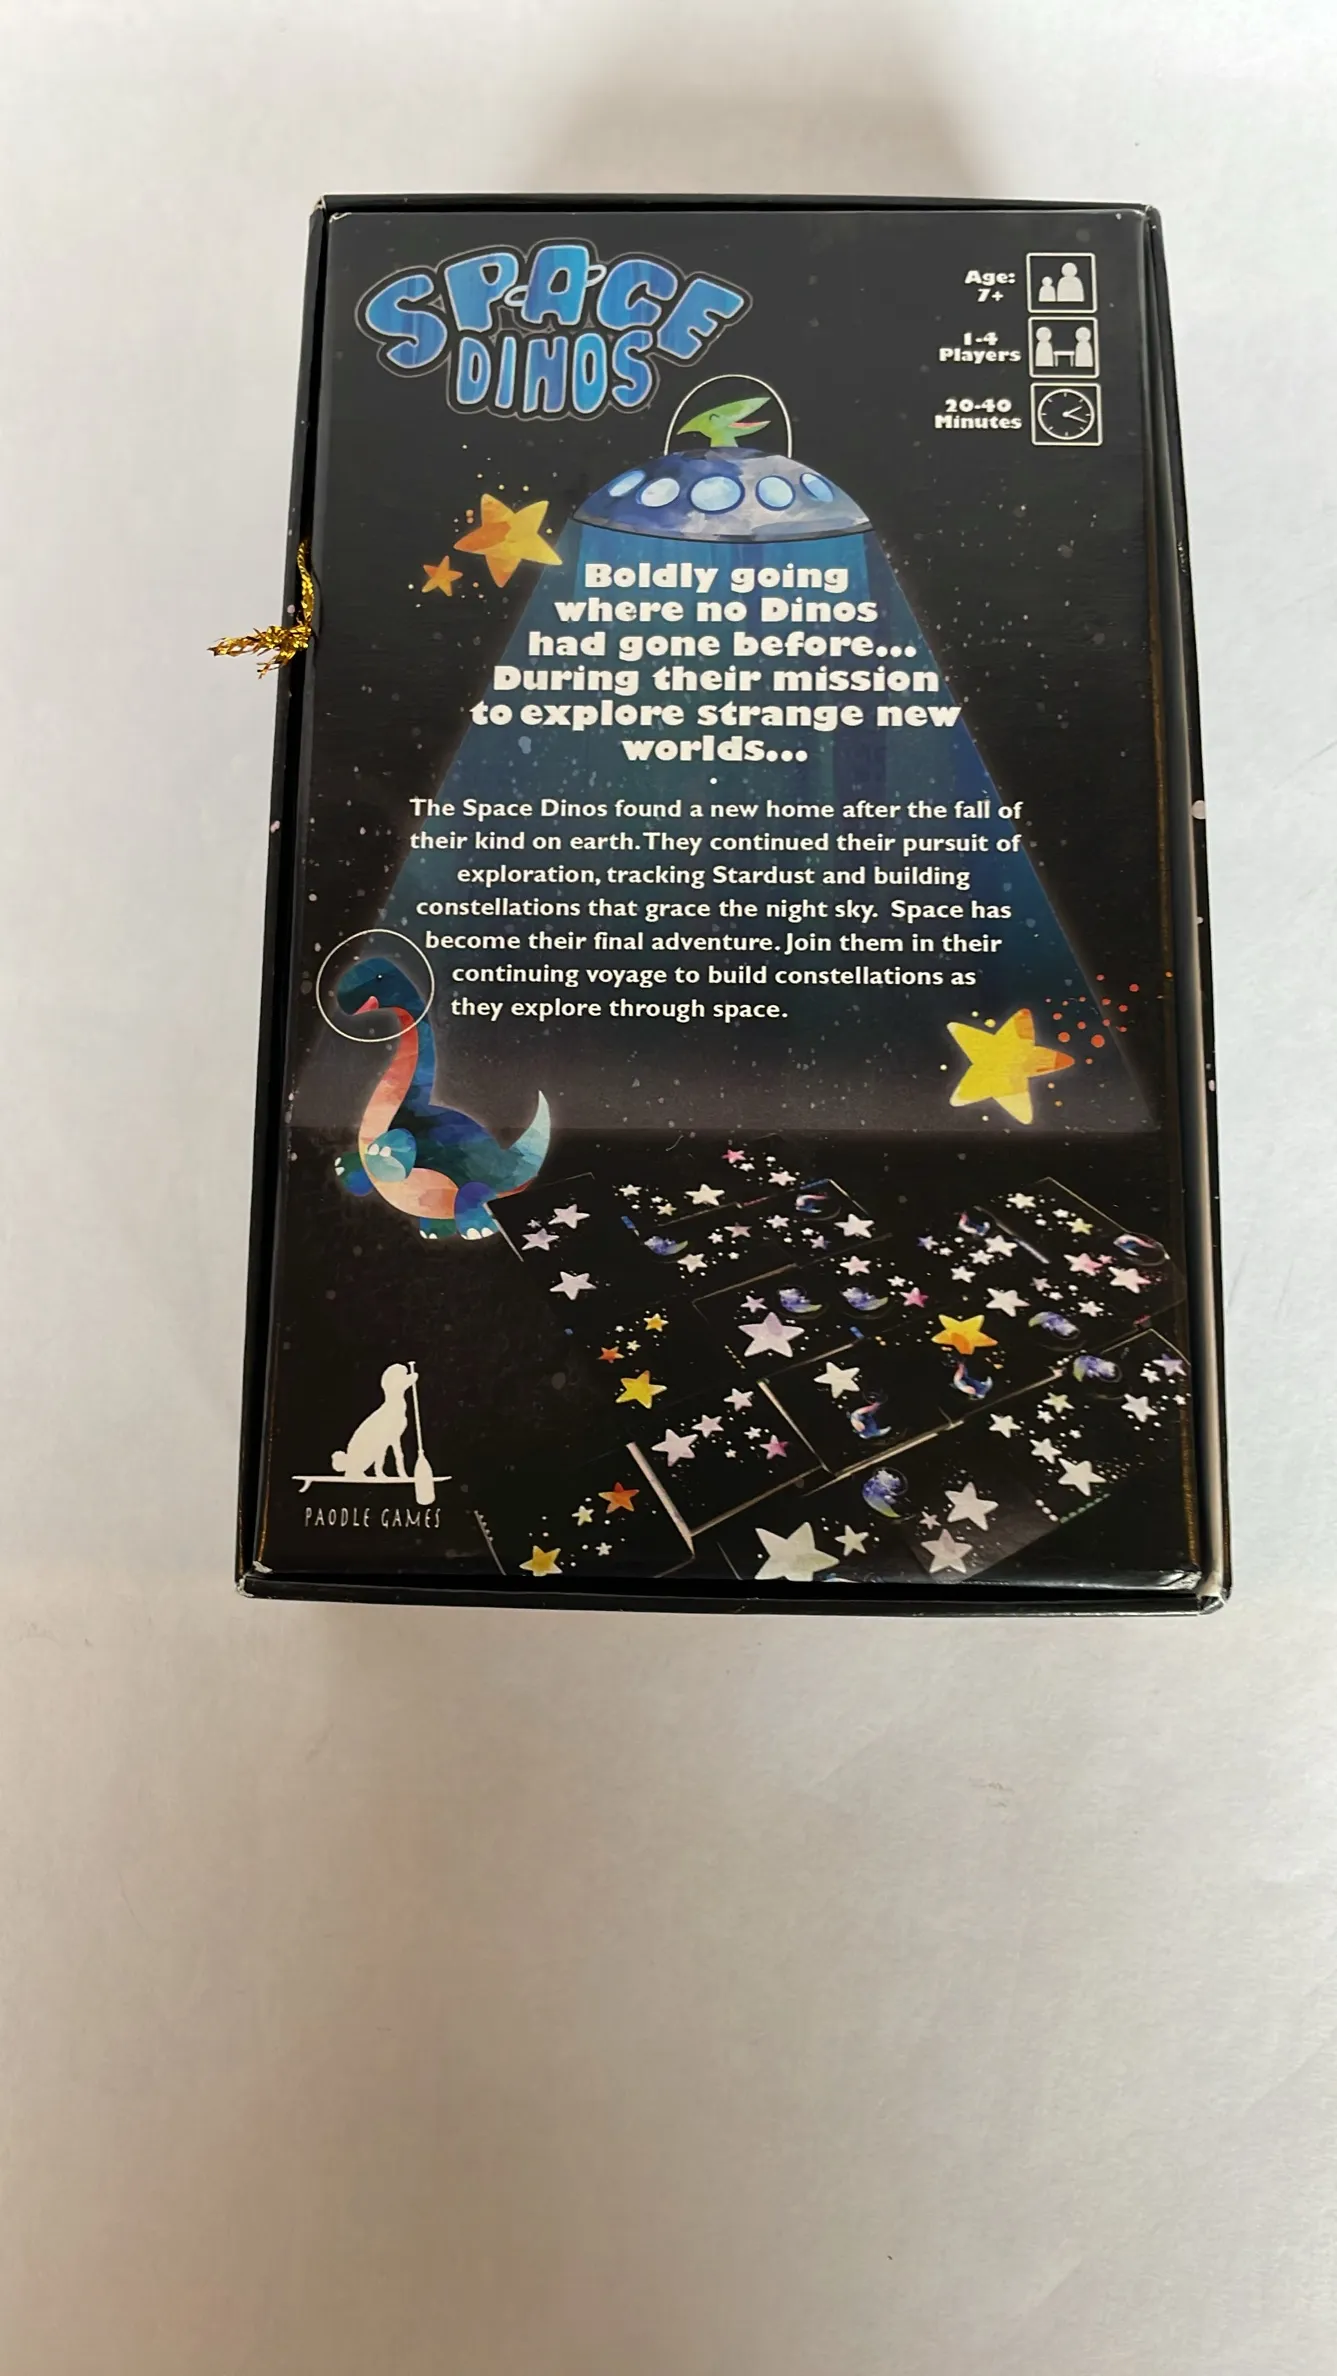 SPACE
DINOS
Age:
7+
1-4
Players
20-40
Minutes
Boldly going
where no Dinos
had gone before...
During their mission
to explore strange new
worlds...
The Space Dinos found a new home after the fall of
their kind on earth. They continued their pursuit of
exploration, tracking Stardust and building
constellations that grace the night sky. Space has
become their final adventure. Join them in their
continuing voyage to build constellations as
they explore through space.
PAODLE GAMES